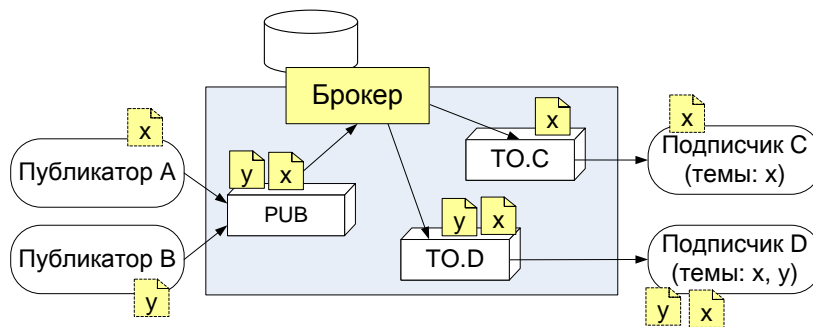 Брокер
x
x
x
Публикатор A
y
x
PUB
TO.C
Подписчик C
(темы: x)
Публикатор B
y
y
x
TO.D
Подписчик D
(темы: x, y)
y
x